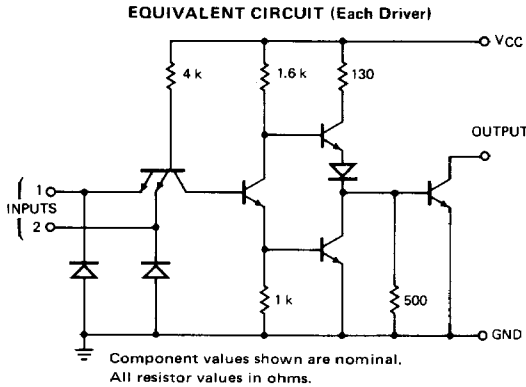 EQUIVALENT CIRCUIT (Each Driver)
VCC
4 k
1.6 k
130
OUTPUT
1
INPUTS
2
1 k
500
GND
Component values shown are nominal.
All resistor values in ohms.